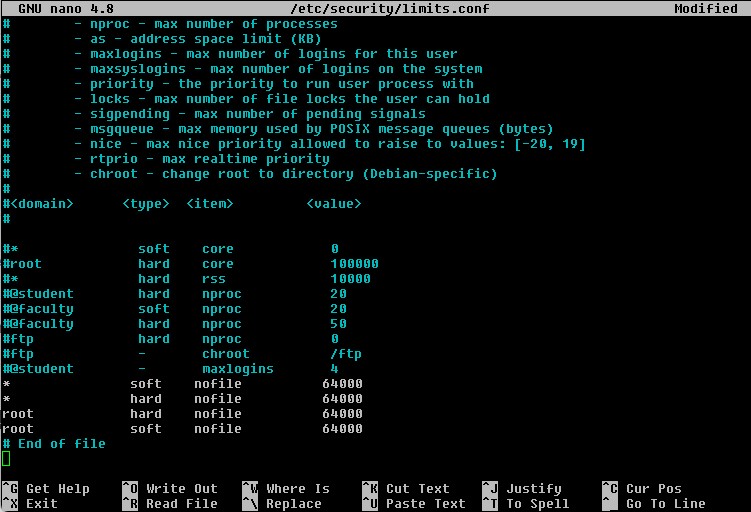 GNU nano 4.8 /etc/security/limits.conf Modified
# - nproc - max number of processes
# - as - address space limit (KB)
# - maxlogins - max number of logins for this user
# - maxsyslogins - max number of logins on the system
# - priority - the priority to run user process with
# - locks - max number of file locks the user can hold
# - sigpending - max number of pending signals
# - msgqueue - max memory used by POSIX message queues (bytes)
# - nice - max nice priority allowed to raise to values: [-20, 19]
# - rtprio - max realtime priority
# - chroot - change root to directory (Debian-specific)
#
#<domain> <type> <item> <value>
#
#* soft core 0
#root hard core 100000
#* hard rss 10000
#@student hard nproc 20
#@faculty soft nproc 20
#@faculty hard nproc 50
#ftp hard nproc 0
#ftp - chroot /ftp
#@student - maxlogins 4
* soft nofile 64000
* hard nofile 64000
root hard nofile 64000
root soft nofile 64000
# End of file
^G Get Help ^O Write Out ^W Where Is ^K Cut Text ^J Justify ^C Cur Pos
^X Exit ^R Read File ^\ Replace ^U Paste Text ^T To Spell ^_ Go To Line